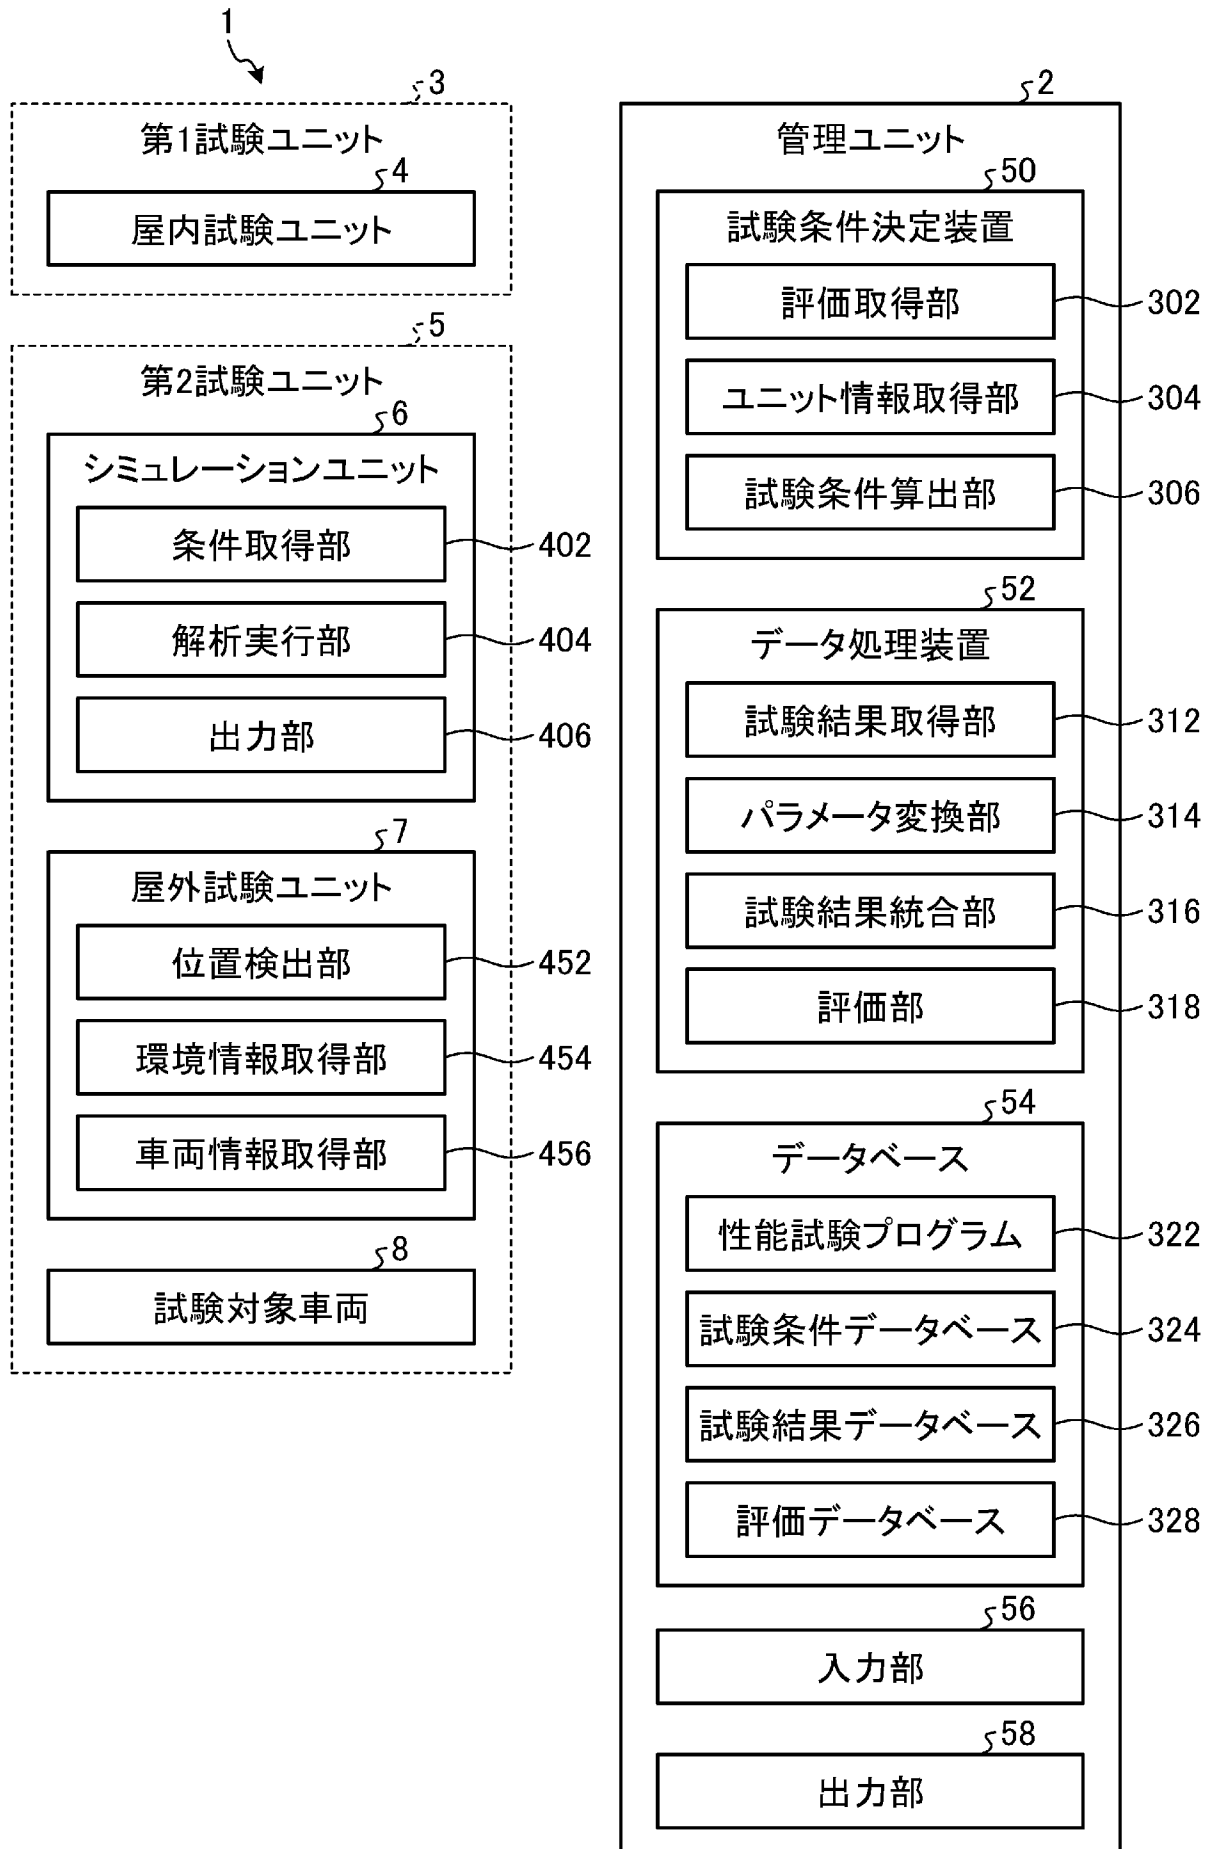 1
3
第1試験ユニット
4
屋内試験ユニット
5
第2試験ユニット
6
シミュレーションユニット
条件取得部
402
解析実行部
404
出力部
406
7
屋外試験ユニット
位置検出部
452
環境情報取得部
454
車両情報取得部
456
8
試験対象車両
2
管理ユニット
50
試験条件決定装置
評価取得部
302
ユニット情報取得部
304
試験条件算出部
306
52
データ処理装置
試験結果取得部
312
パラメータ変換部
314
試験結果統合部
316
評価部
318
54
データベース
性能試験プログラム
322
試験条件データベース
324
試験結果データベース
326
評価データベース
328
56
入力部
58
出力部